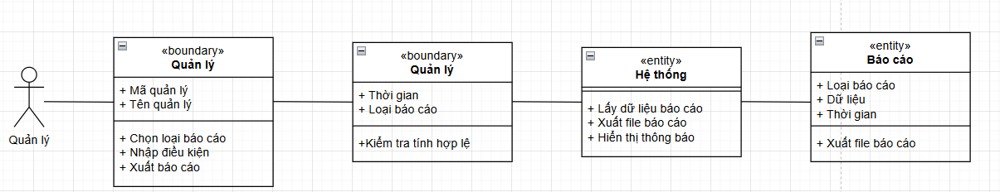 Quản lý
«boundary»
Quản lý
+ Mã quản lý
+ Tên quản lý
+ Chọn loại báo cáo
+ Nhập điều kiện
+ Xuất báo cáo
«boundary»
Quản lý
+ Thời gian
+ Loại báo cáo
+Kiểm tra tính hợp lệ
«entity»
Hệ thống
+ Lấy dữ liệu báo cáo
+ Xuất file báo cáo
+ Hiển thị thông báo
«entity»
Báo cáo
+ Loại báo cáo
+ Dữ liệu
+ Thời gian
+ Xuất file báo cáo